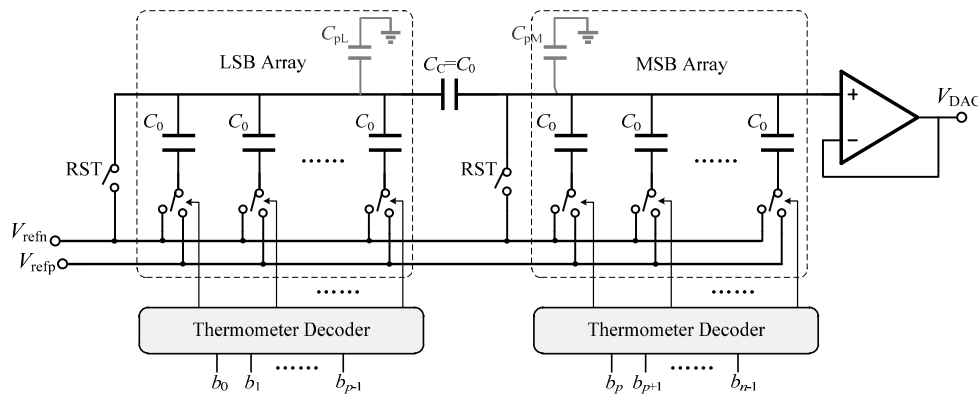 CpL
CpM
LSB Array
CC=C0
MSB Array
VDAC
C0 C0 C0
C0 C0 C0
+
−
RST
RST
......
......
Vrefn
Vrefp
......
......
Thermometer Decoder
Thermometer Decoder
b0 b1 ...... bp-1
bp bp+1 ...... bn-1